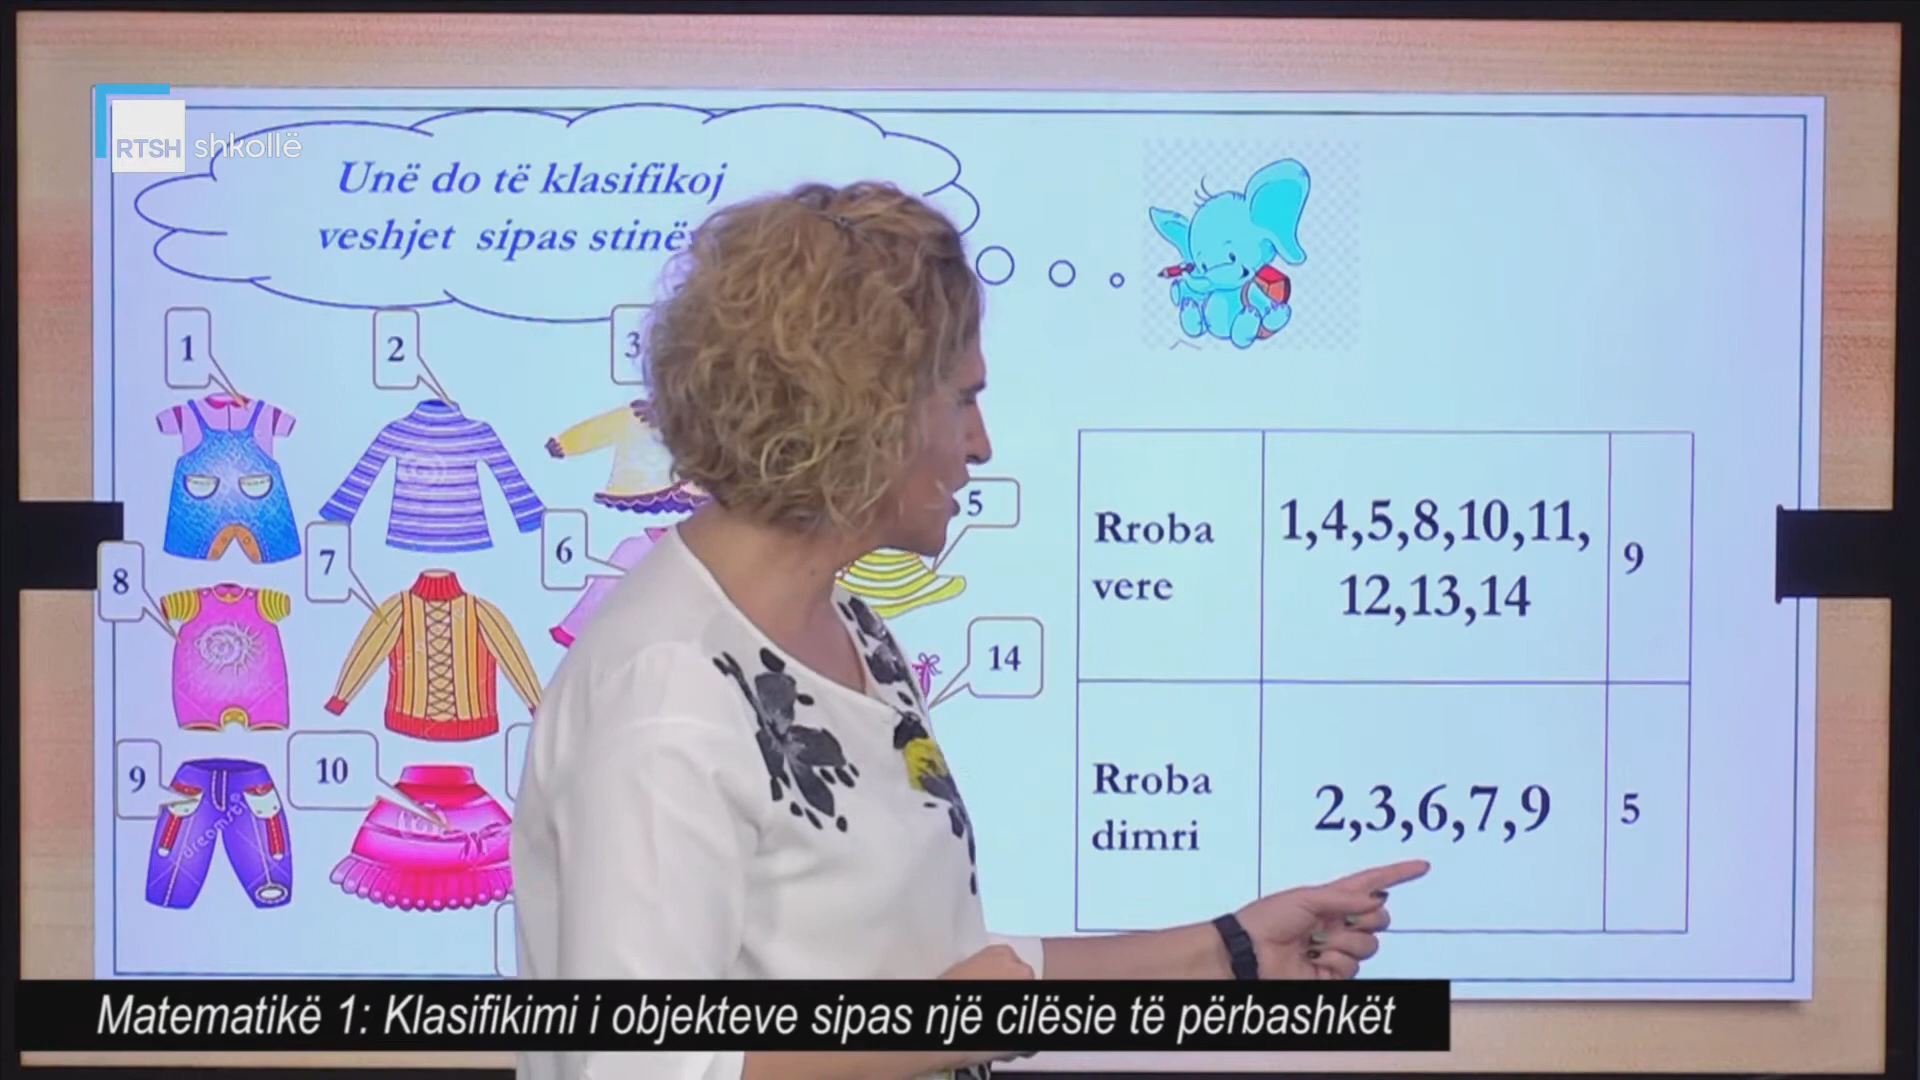 RTSH shkollë
Unë do të klasifikoj
veshjet sipas
1
2
3
5
6
7
8
14
9
10
Rroba
vere
1,4,5,8,10,11,
12,13,14
9
Rroba
dimri
2,3,6,7,9
5
Matematikë 1: Klasifikimi i objekteve sipas një cilësie të përbashkët